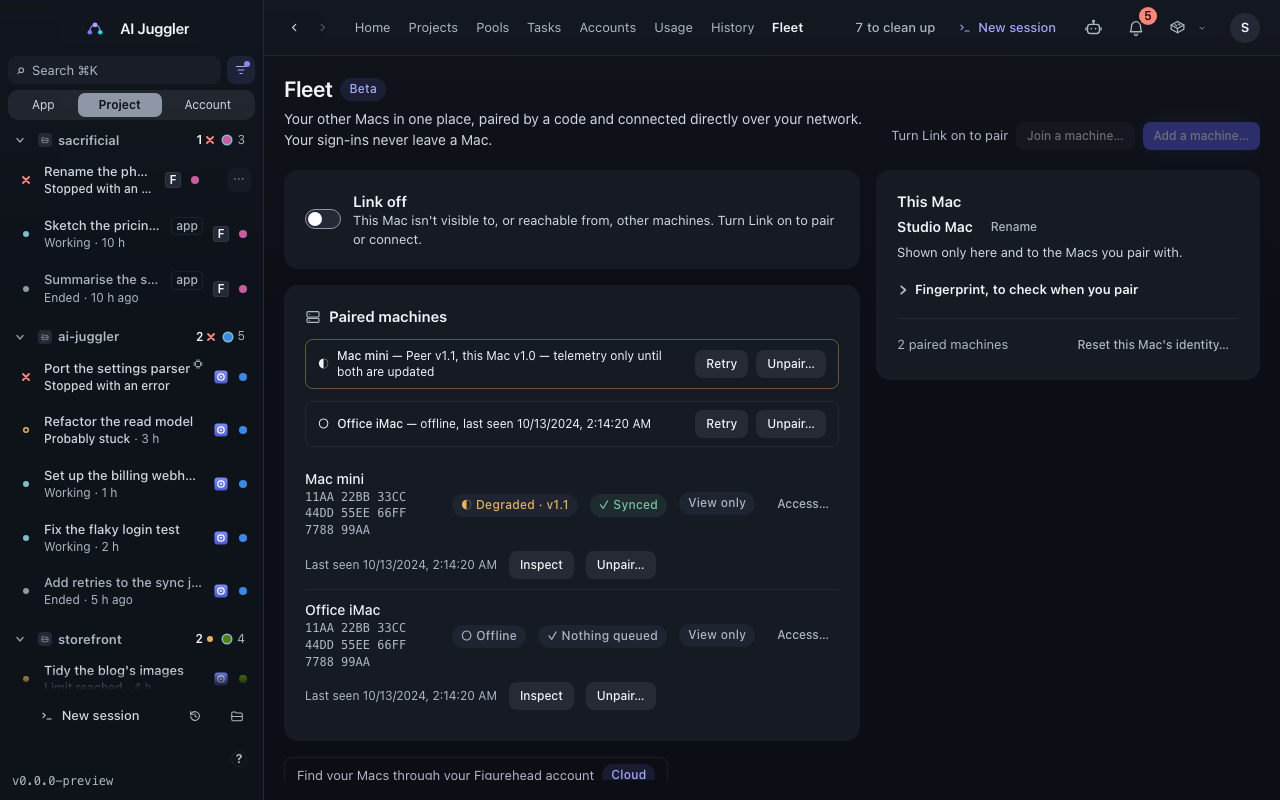 AI Juggler
Search ⌘K
App Project Account
sacrificial 1 3
Rename the ph... F
Stopped with an ...
Sketch the pricin... app F
Working · 10 h
Summarise the s... app F
Ended · 10 h ago
ai-juggler 2 5
Port the settings parser
Stopped with an error
Refactor the read model
Probably stuck · 3 h
Set up the billing webh...
Working · 1 h
Fix the flaky login test
Working · 2 h
Add retries to the sync j...
Ended · 5 h ago
storefront 2 4
Tidy the blog's images
Limit reached · 4 h
New session
?
v0.0.0-preview
Home Projects Pools Tasks Accounts Usage History Fleet 7 to clean up New session 5 S
Fleet Beta
Your other Macs in one place, paired by a code and connected directly over your network.
Your sign-ins never leave a Mac.
Turn Link on to pair Join a machine... Add a machine...
Link off
This Mac isn't visible to, or reachable from, other machines. Turn Link on to pair
or connect.
Paired machines
Mac mini — Peer v1.1, this Mac v1.0 — telemetry only until
both are updated
Retry Unpair...
Office iMac — offline, last seen 10/13/2024, 2:14:20 AM Retry Unpair...
Mac mini
11AA 22BB 33CC
44DD 55EE 66FF
7788 99AA
Degraded · v1.1 ✓ Synced View only Access...
Last seen 10/13/2024, 2:14:20 AM Inspect Unpair...
Office iMac
11AA 22BB 33CC
44DD 55EE 66FF
7788 99AA
Offline ✓ Nothing queued View only Access...
Last seen 10/13/2024, 2:14:20 AM Inspect Unpair...
Find your Macs through your Figurehead account Cloud
This Mac
Studio Mac Rename
Shown only here and to the Macs you pair with.
Fingerprint, to check when you pair
2 paired machines Reset this Mac's identity...